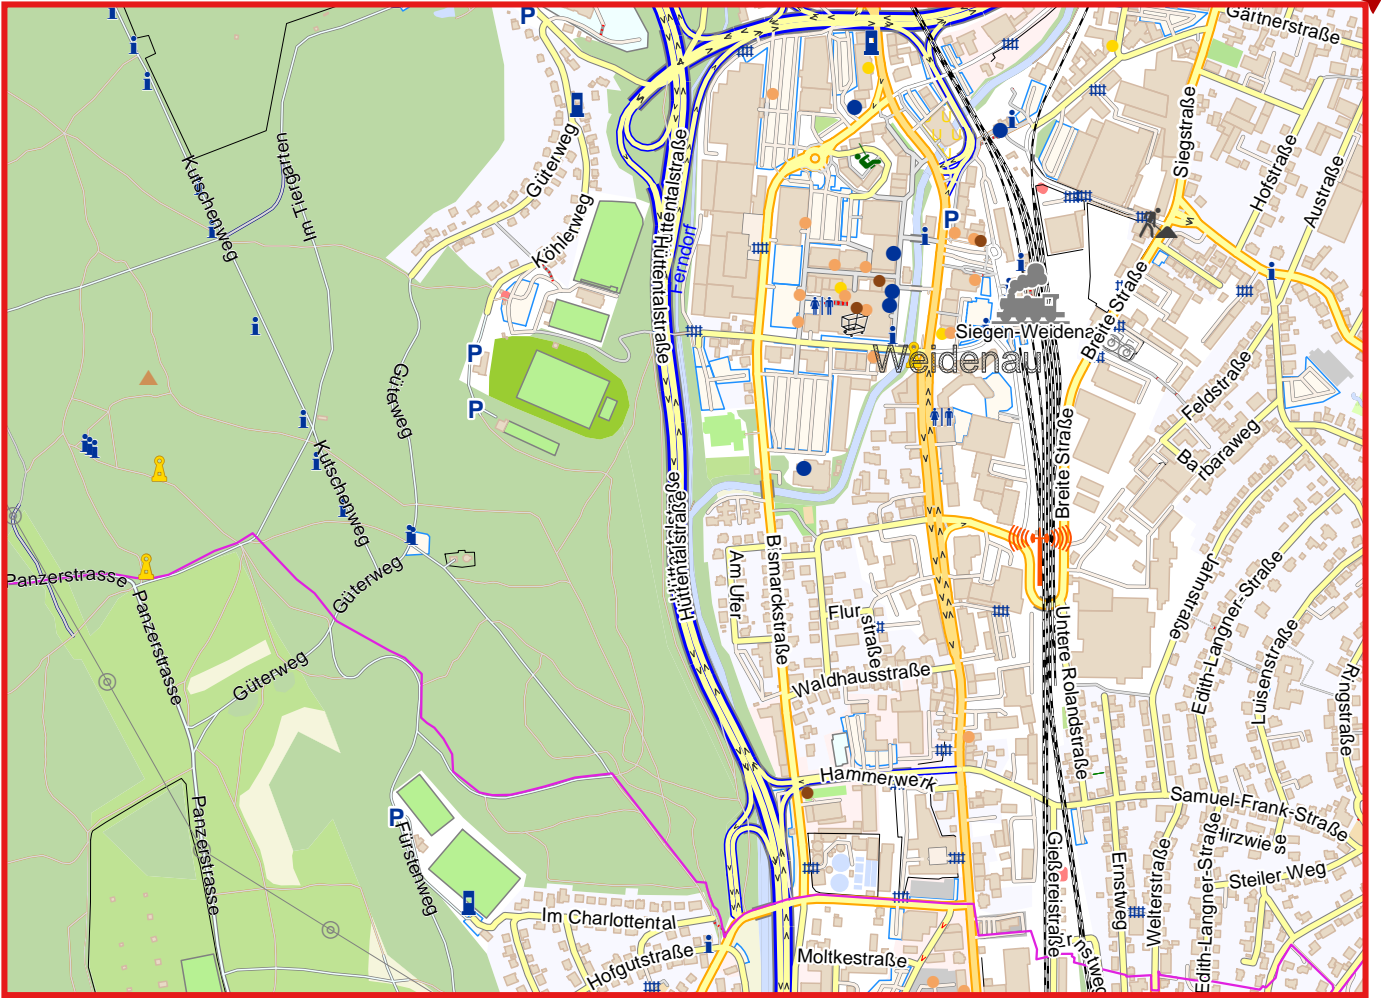 P
Gärtnerstraße
Siegstraße
Kutschenweg
Im Tiergarten
Güterweg
Hüttentalstraße
Hofstraße
Austraße
P
Köhlerweg
Ferndorf
Hüttentalstraße
Breite Straße
Siegen-Weidenau
Weidenau
P
Güterweg
P
Feldstraße
Barbaraweg
Kutschenweg
Breite Straße
Hüttentalstraße
Panzerstrasse
Güterweg
Am Ufer
Bismarckstraße
Flurstraße
Jahnstraße
Edith-Langner-Straße
Panzerstrasse
Güterweg
Waldhausstraße
Untere Rolandstraße
Luisenstraße
Ringstraße
Hammerwerk
Samuel-Frank-Straße
Panzerstrasse
P
Fürstenweg
Gießereistraße
Ernstweg
Welterstraße
Edith-Langner-Straße
Steiler Weg
Im Charlottental
Hofgutstraße
Moltkestraße